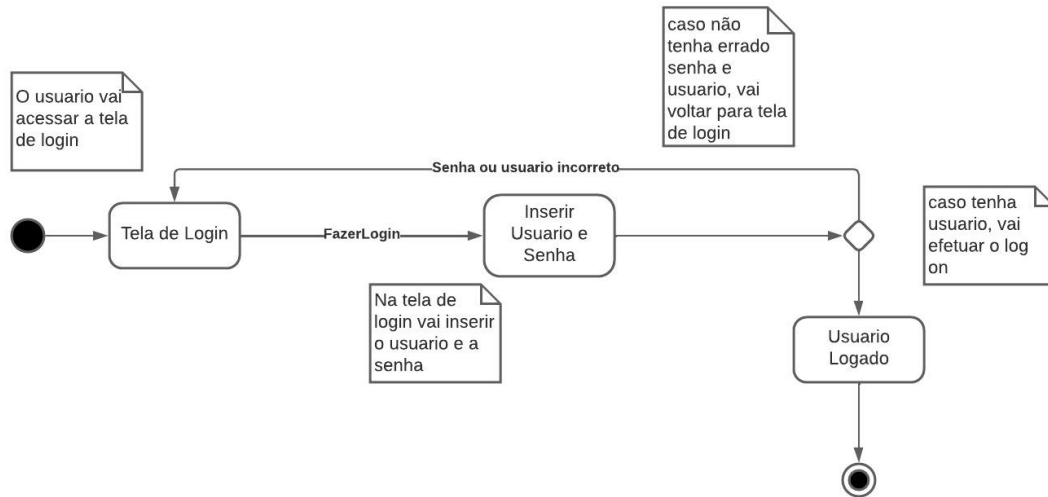 O usuario vai
acessar a tela
de login
caso não
tenha errado
senha e
usuario, vai
voltar para tela
de login
Senha ou usuario incorreto
Tela de Login
FazerLogin
Inserir
Usuario e
Senha
caso tenha
usuario, vai
efetuar o log
on
Na tela de
login vai inserir
o usuario e a
senha
Usuario
Logado